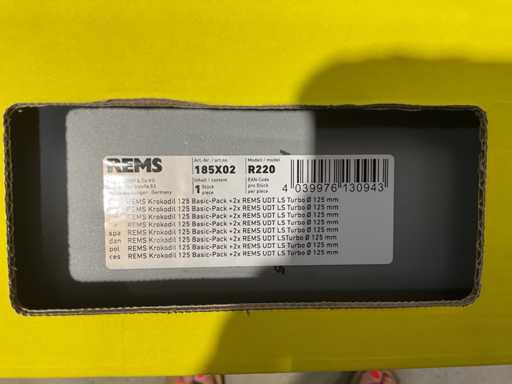 REMS
Art.-Nr. / art.no.
185X02
Modell / model
R220
Inhalt / content
1 Stück
piece
EAN-Code
pro Stück
per piece
4 039976 130943
Germany
REMS Krokodil 125 Basic-Pack +2x REMS UDT LS Turbo Ø 125 mm
REMS Krokodil 125 Basic-Pack +2x REMS UDT LS Turbo Ø 125 mm
REMS Krokodil 125 Basic-Pack +2x REMS UDT LS Turbo Ø 125 mm
REMS Krokodil 125 Basic-Pack +2x REMS UDT LS Turbo Ø 125 mm
spa REMS Krokodil 125 Basic-Pack +2x REMS UDT LS Turbo Ø 125 mm
dan REMS Krokodil 125 Basic-Pack +2x REMS UDT LS Turbo Ø 125 mm
pol REMS Krokodil 125 Basic-Pack +2x REMS UDT LS Turbo Ø 125 mm
ces REMS Krokodil 125 Basic-Pack +2x REMS UDT LS Turbo Ø 125 mm